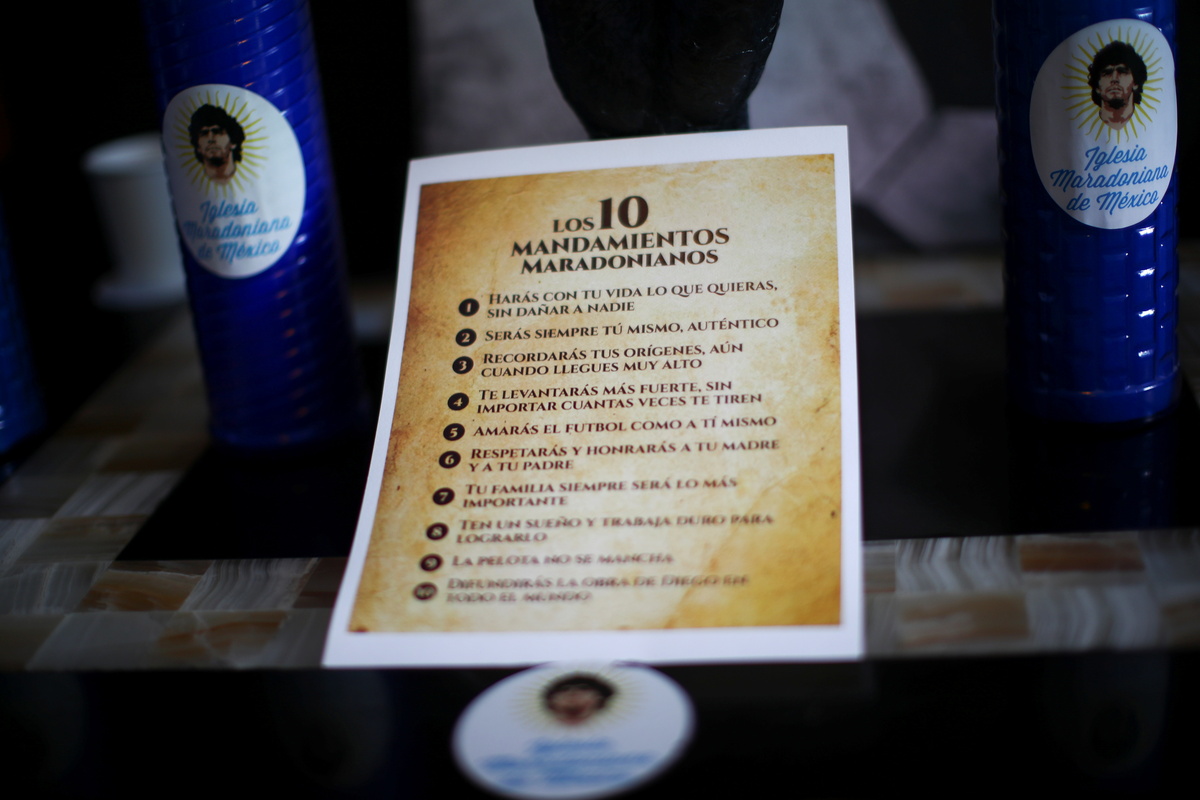 Iglesia
Maradoniana
de México
Iglesia
Maradoniana
de México
LOS 10
MANDAMIENTOS
MARADONIANOS
1 HARÁS CON TU VIDA LO QUE QUIERAS,
SIN DAÑAR A NADIE
2 SERÁS SIEMPRE TÚ MISMO, AUTÉNTICO
3 RECORDARÁS TUS ORÍGENES, AÚN
CUANDO LLEGUES MUY ALTO
4 TE LEVANTARÁS MÁS FUERTE, SIN
IMPORTAR CUANTAS VECES TE TIREN
5 AMARÁS EL FUTBOL COMO A TÍ MISMO
6 RESPETARÁS Y HONRARÁS A TU MADRE
Y A TU PADRE
7 TU FAMILIA SIEMPRE SERÁ LO MÁS
IMPORTANTE
8 TEN UN SUEÑO Y TRABAJA DURO PARA
LOGRARLO
9 LA PELOTA NO SE MANCHA
10 DIFUNDIRÁS LA OBRA DE DIEGO EN
TODO EL MUNDO